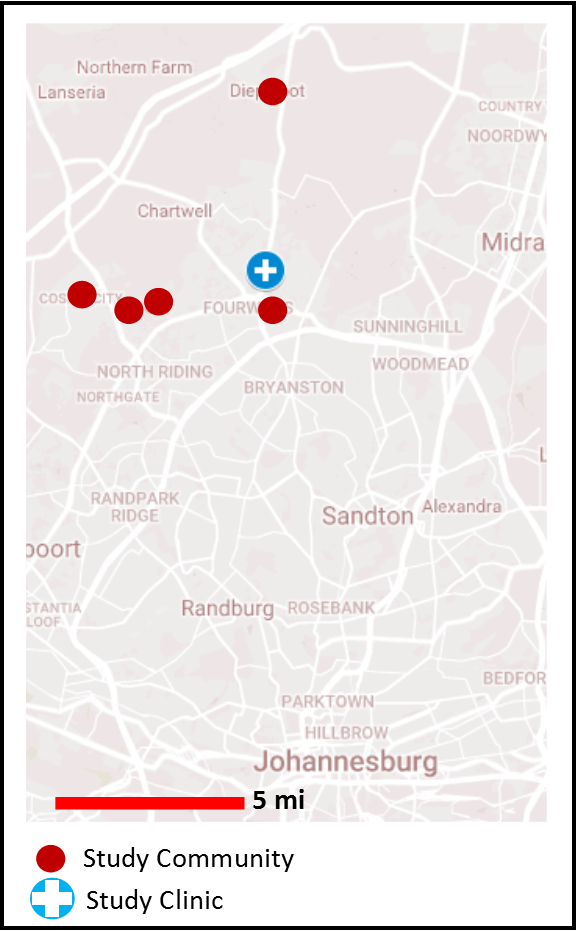 Northern Farm
Lanseria
COUNTRY
NOORDWY
Chartwell
Midra
SUNNINGHILL
WOODMEAD
NORTH RIDING
NORTHGATE
BRYANSTON
RANDPARK
RIDGE
Sandton
Alexandra
poort
STANTIA
LOOF
Randburg
ROSEBANK
BEDFOR
PARKTOWN
HILLBROW
Johannesburg
5 mi
Study Community
Study Clinic